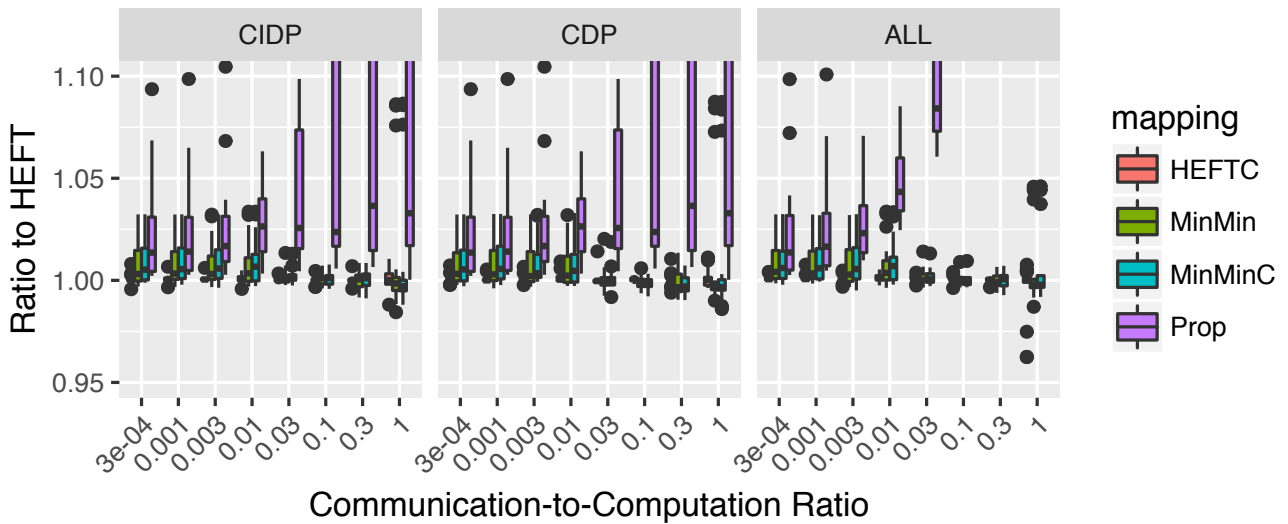 CIDP CDP ALL
Ratio to HEFT
1.10
1.05
1.00
0.95
3e-04 0.001 0.003 0.01 0.03 0.1 0.3 1
3e-04 0.001 0.003 0.01 0.03 0.1 0.3 1
3e-04 0.001 0.003 0.01 0.03 0.1 0.3 1
Communication-to-Computation Ratio
mapping
HEFTC
MinMin
MinMinC
Prop